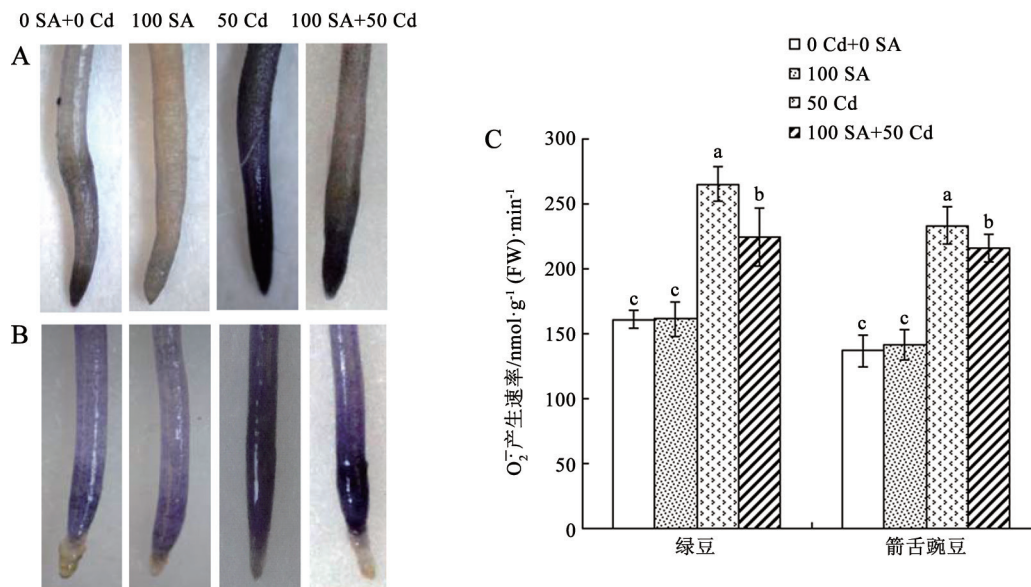 0 SA+0 Cd 100 SA 50 Cd 100 SA+50 Cd
A
B
C
0 Cd+0 SA
100 SA
50 Cd
100 SA+50 Cd
O₂⁻·产生速率/nmol·g⁻¹ (FW)·min⁻¹
300
250
200
150
100
50
0
c c a b
c c a b
绿豆 箭舌豌豆